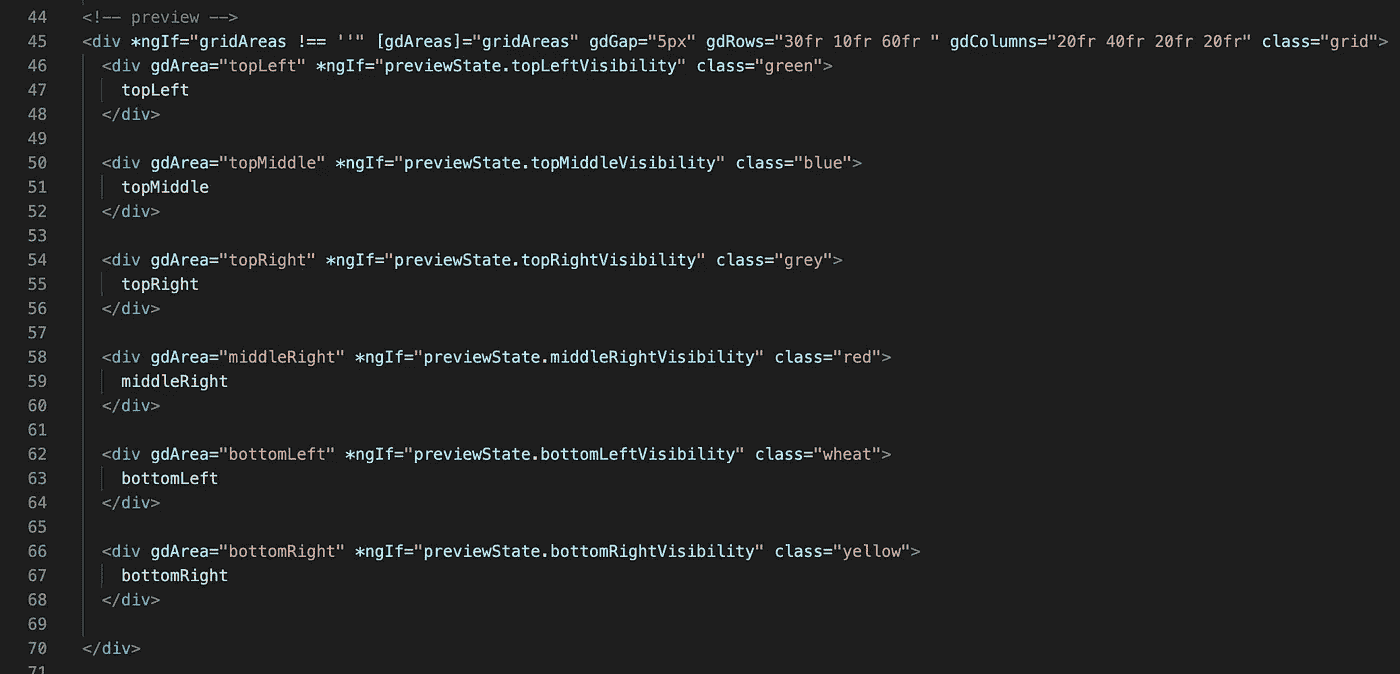 44 <!-- preview -->
45 <div *ngIf="gridAreas !== ''" [gdAreas]="gridAreas" gdGap="5px" gdRows="30fr 10fr 60fr " gdColumns="20fr 40fr 20fr 20fr" class="grid">
46 <div gdArea="topLeft" *ngIf="previewState.topLeftVisibility" class="green">
47 topLeft
48 </div>
49
50 <div gdArea="topMiddle" *ngIf="previewState.topMiddleVisibility" class="blue">
51 topMiddle
52 </div>
53
54 <div gdArea="topRight" *ngIf="previewState.topRightVisibility" class="grey">
55 topRight
56 </div>
57
58 <div gdArea="middleRight" *ngIf="previewState.middleRightVisibility" class="red">
59 middleRight
60 </div>
61
62 <div gdArea="bottomLeft" *ngIf="previewState.bottomLeftVisibility" class="wheat">
63 bottomLeft
64 </div>
65
66 <div gdArea="bottomRight" *ngIf="previewState.bottomRightVisibility" class="yellow">
67 bottomRight
68 </div>
69
70 </div>
71